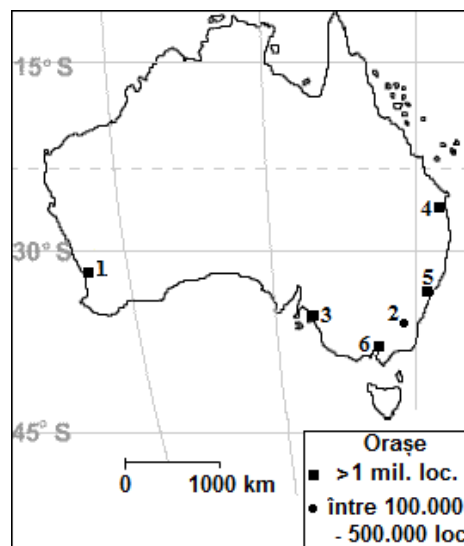 15° S
4
30° S
1
5
2
3
6
45° S
0 1000 km
Orașe
>1 mil. loc.
între 100.000
- 500.000 loc